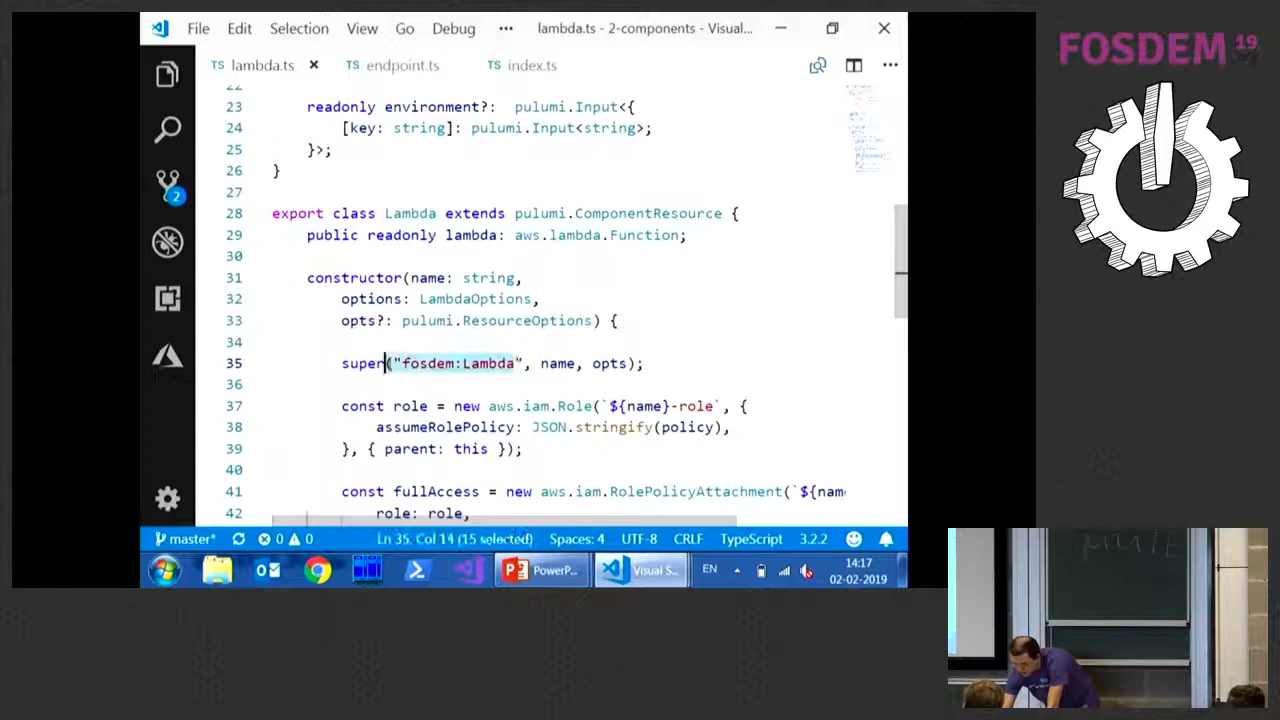 File Edit Selection View Go Debug ••• lambda.ts - 2-components - Visual...
TS lambda.ts TS endpoint.ts TS index.ts
22
23 readonly environment?: pulumi.Input<{
24 [key: string]: pulumi.Input<string>;
25 }>;
26 }
27
28 export class Lambda extends pulumi.ComponentResource {
29 public readonly lambda: aws.lambda.Function;
30
31 constructor(name: string,
32 options: LambdaOptions,
33 opts?: pulumi.ResourceOptions) {
34
35 super("fosdem:Lambda", name, opts);
36
37 const role = new aws.iam.Role(`${name}-role`, {
38 assumeRolePolicy: JSON.stringify(policy),
39 }, { parent: this });
40
41 const fullAccess = new aws.iam.RolePolicyAttachment(`${name
42 role: role,
2
master* 0 0 Ln 35, Col 14 (15 selected) Spaces: 4 UTF-8 CRLF TypeScript 3.2.2
PowerP... Visual S... EN 14:17
02-02-2019
FOSDEM 19